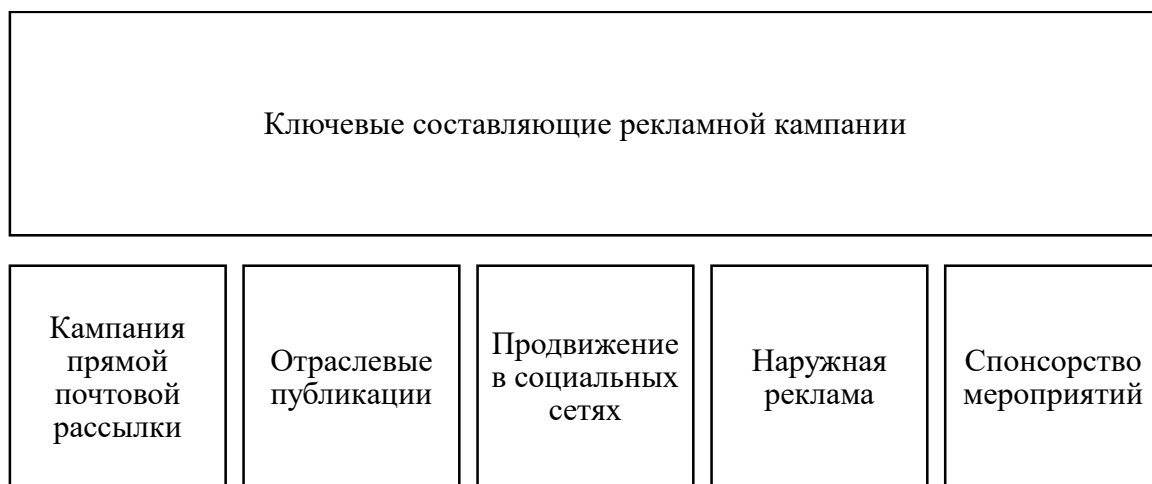 Ключевые составляющие рекламной кампании
Кампания
прямой
почтовой
рассылки
Отраслевые
публикации
Продвижение
в социальных
сетях
Наружная
реклама
Спонсорство
мероприятий